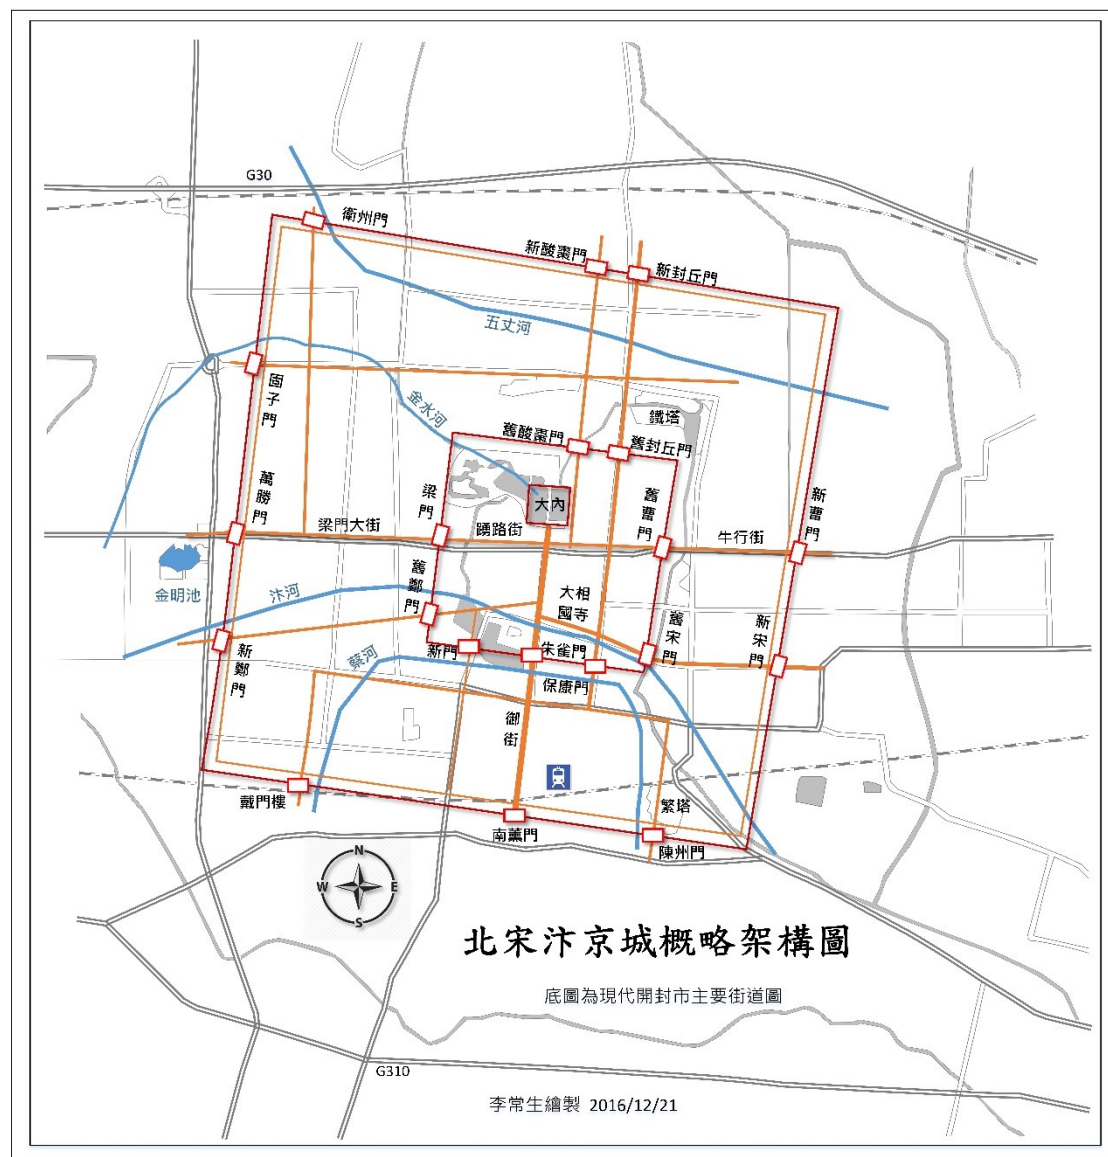 G30
衛州門
新酸棗門
新封丘門
五丈河
固子門
金水河
鐵塔
舊酸棗門
舊封丘門
萬勝門
梁門
大內
舊曹門
新曹門
梁門大街
踴路街
牛行街
金明池
汴河
舊鄭門
大相
國寺
舊宋門
新宋門
新鄭門
蔡河
新門
朱雀門
保康門
御街
戴門樓
南薰門
繁塔
陳州門
N
W
E
S
北宋汴京城概略架構圖
底圖為現代開封市主要街道圖
G310
李常生繪製 2016/12/21